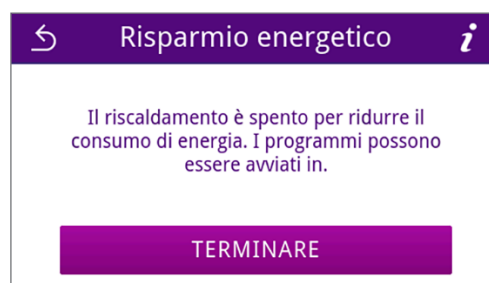 Risparmio energetico i
Il riscaldamento è spento per ridurre il
consumo di energia. I programmi possono
essere avviati in.
TERMINARE